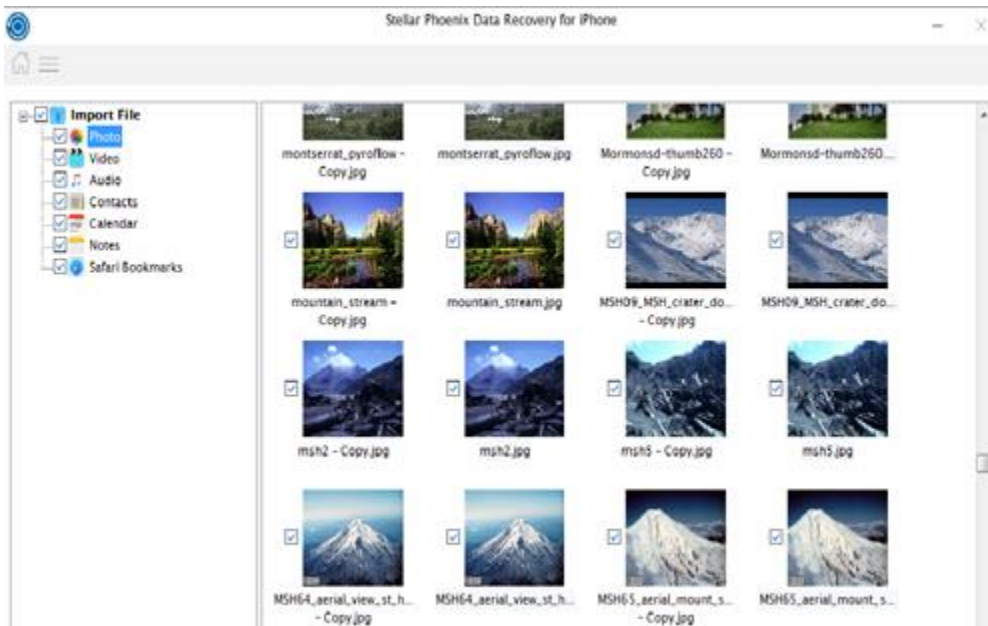 Stellar Phoenix Data Recovery for iPhone
Import File
Photo
Video
Audio
Contacts
Calendar
Notes
Safari Bookmarks
montserrat_pyroflow -
Copy.jpg
montserrat_pyroflow.jpg
Mormonsd-thumb260 -
Copy.jpg
Mormonsd-thumb260....
mountain_stream -
Copy.jpg
mountain_stream.jpg
MSH09_MSH_crater_do...
- Copy.jpg
MSH09_MSH_crater_do...
msh2 - Copy.jpg
msh2.jpg
msh5 - Copy.jpg
msh5.jpg
MSH64_aerial_view_st_h...
- Copy.jpg
MSH64_aerial_view_st_h...
MSH65_aerial_mount_s...
- Copy.jpg
MSH65_aerial_mount_s...